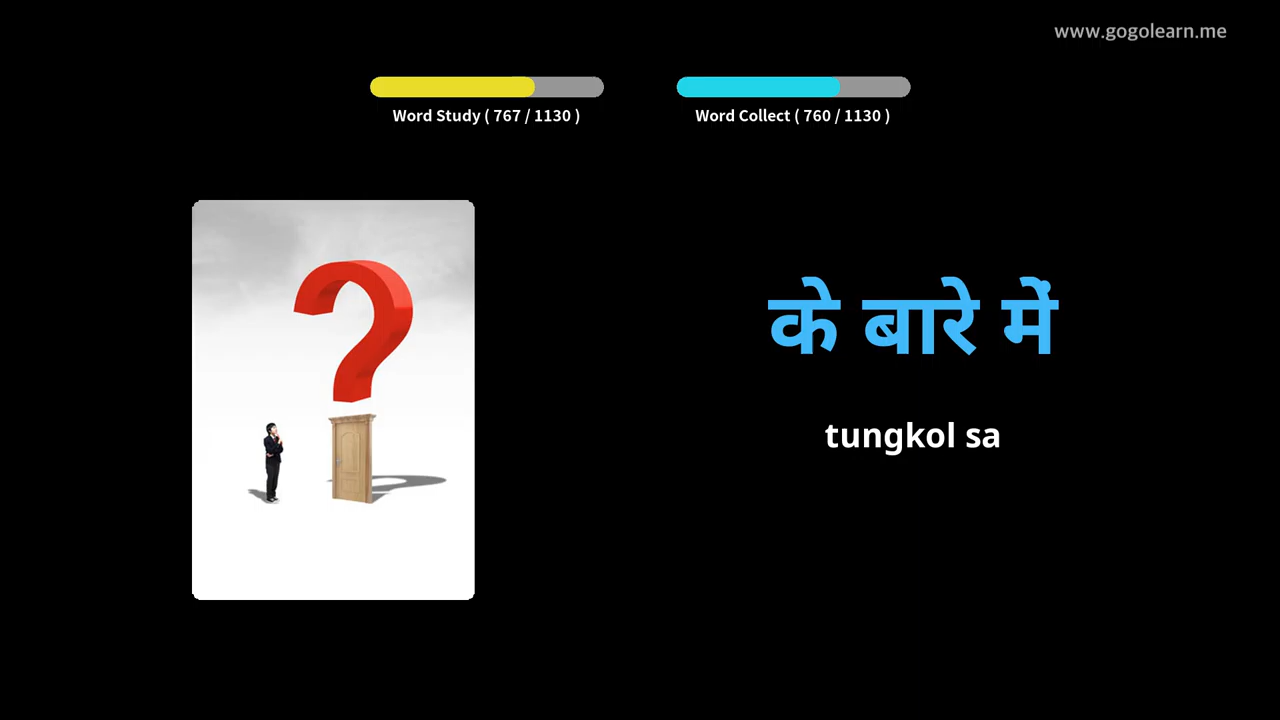 www.gogolearn.me
Word Study ( 767 / 1130 )
Word Collect ( 760 / 1130 )
के बारे में
tungkol sa